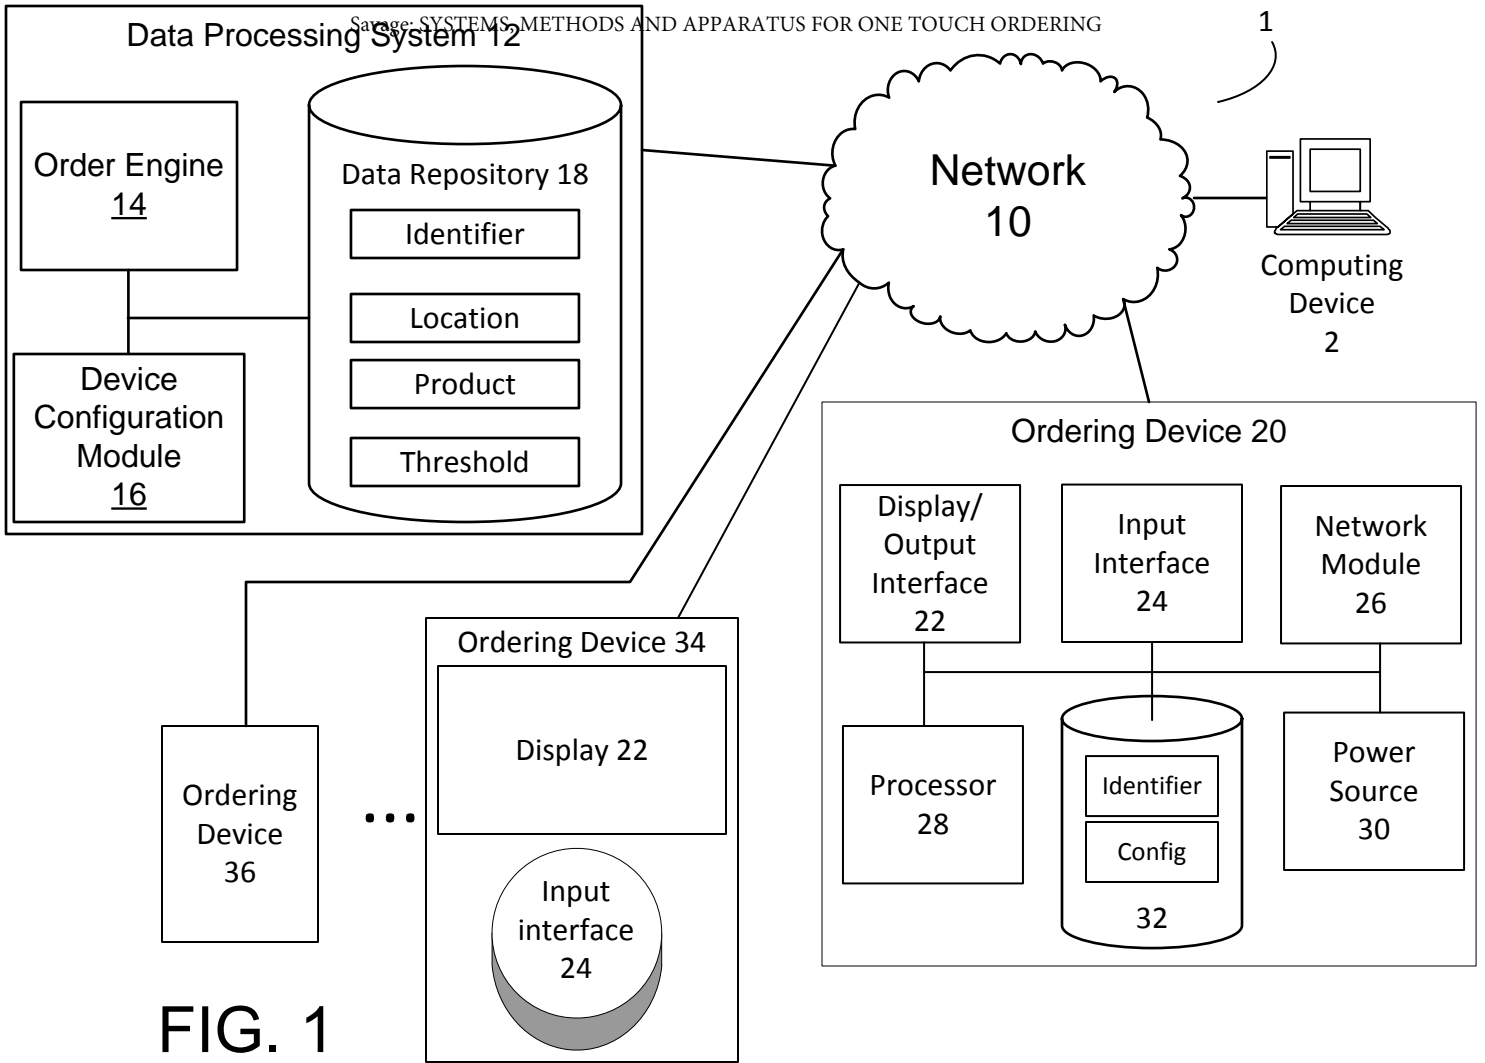 Savage: SYSTEMS, METHODS AND APPARATUS FOR ONE TOUCH ORDERING
1
Data Processing System 12
Order Engine
14
Device
Configuration
Module
16
Data Repository 18
Identifier
Location
Product
Threshold
Network
10
Computing
Device
2
Ordering Device 20
Display/
Output
Interface
22
Input
Interface
24
Network
Module
26
Processor
28
Identifier
Config
32
Power
Source
30
Ordering Device 34
Display 22
Input
interface
24
Ordering
Device
36
...
FIG. 1